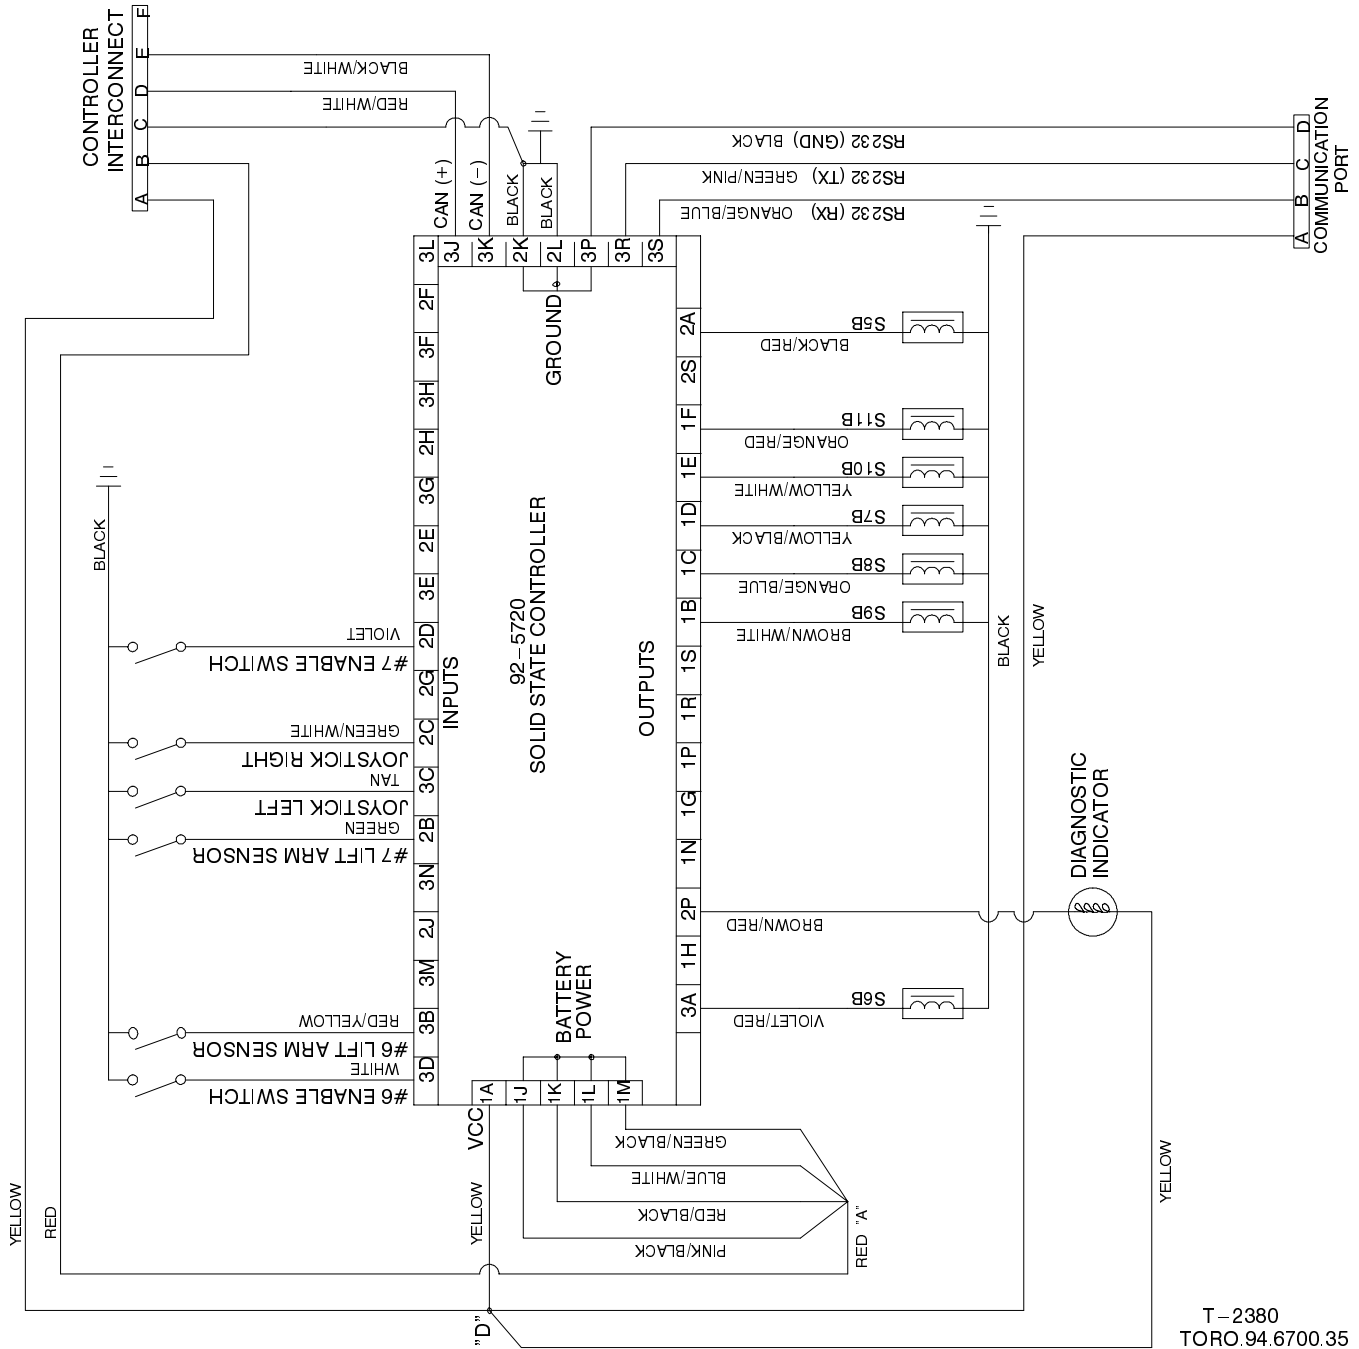 CONTROLLER
INTERCONNECT
F
E
D
C
B
A
BLACK/WHITE
RED/WHITE
CAN (+)
CAN (−)
BLACK
BLACK
RS232 (GND) BLACK
RS232 (TX) GREEN/PINK
RS232 (RX) ORANGE/BLUE
D
C
B
A
COMMUNICATION
PORT
3L
3J
3K
2K
2L
3P
3R
3S
GROUND
2F
3F
3H
2H
3G
2E
3E
2D
2G
2C
3C
2B
3N
2J
3M
3B
3D
INPUTS
92−5720
SOLID STATE CONTROLLER
OUTPUTS
2A
2S
1F
1E
1D
1C
1B
1S
1R
1P
1G
1N
2P
1H
3A
S5B
BLACK/RED
S11B
ORANGE/RED
S10B
YELLOW/WHITE
S7B
YELLOW/BLACK
S8B
ORANGE/BLUE
S9B
BROWN/WHITE
BLACK
YELLOW
DIAGNOSTIC
INDICATOR
BROWN/RED
S6B
VIOLET/RED
BLACK
VIOLET
#7 ENABLE SWITCH
GREEN/WHITE
JOYSTICK RIGHT
TAN
JOYSTICK LEFT
GREEN
#7 LIFT ARM SENSOR
RED/YELLOW
#6 LIFT ARM SENSOR
WHITE
#6 ENABLE SWITCH
BATTERY
POWER
VCC
1A
1J
1K
1L
1M
GREEN/BLACK
BLUE/WHITE
RED/BLACK
PINK/BLACK
YELLOW
RED
YELLOW
RED "A"
YELLOW
"D"
T−2380
TORO.94.6700.35